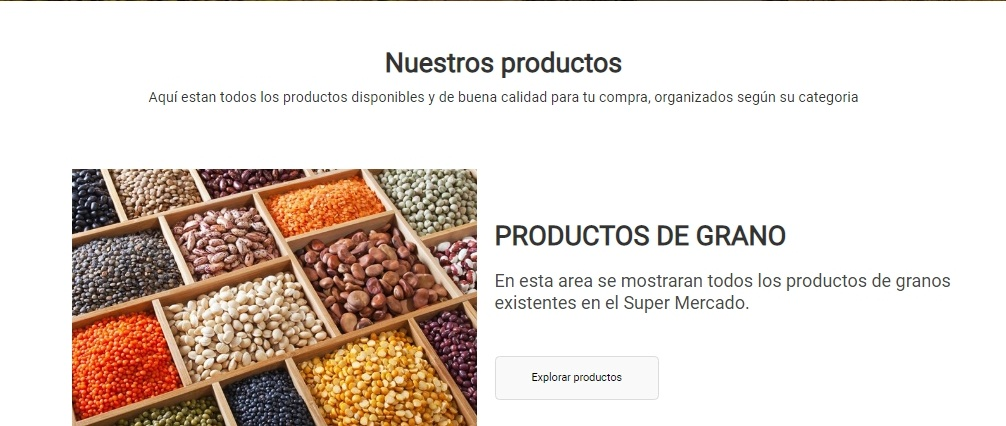 Nuestros productos
Aquí estan todos los productos disponibles y de buena calidad para tu compra, organizados según su categoria
PRODUCTOS DE GRANO
En esta area se mostraran todos los productos de granos
existentes en el Super Mercado.
Explorar productos